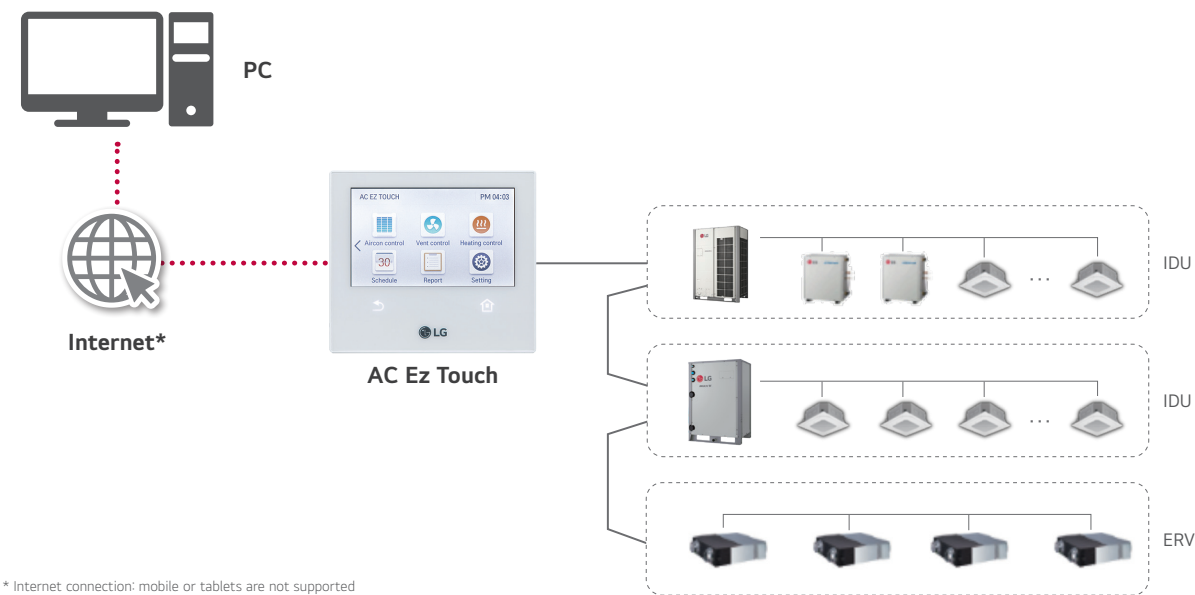 PC
AC EZ TOUCH PM 04:03
Aircon control Vent control Heating control
30
Schedule Report Setting
LG
Internet*
AC Ez Touch
LG
IDU
LG
IDU
ERV
* Internet connection: mobile or tablets are not supported